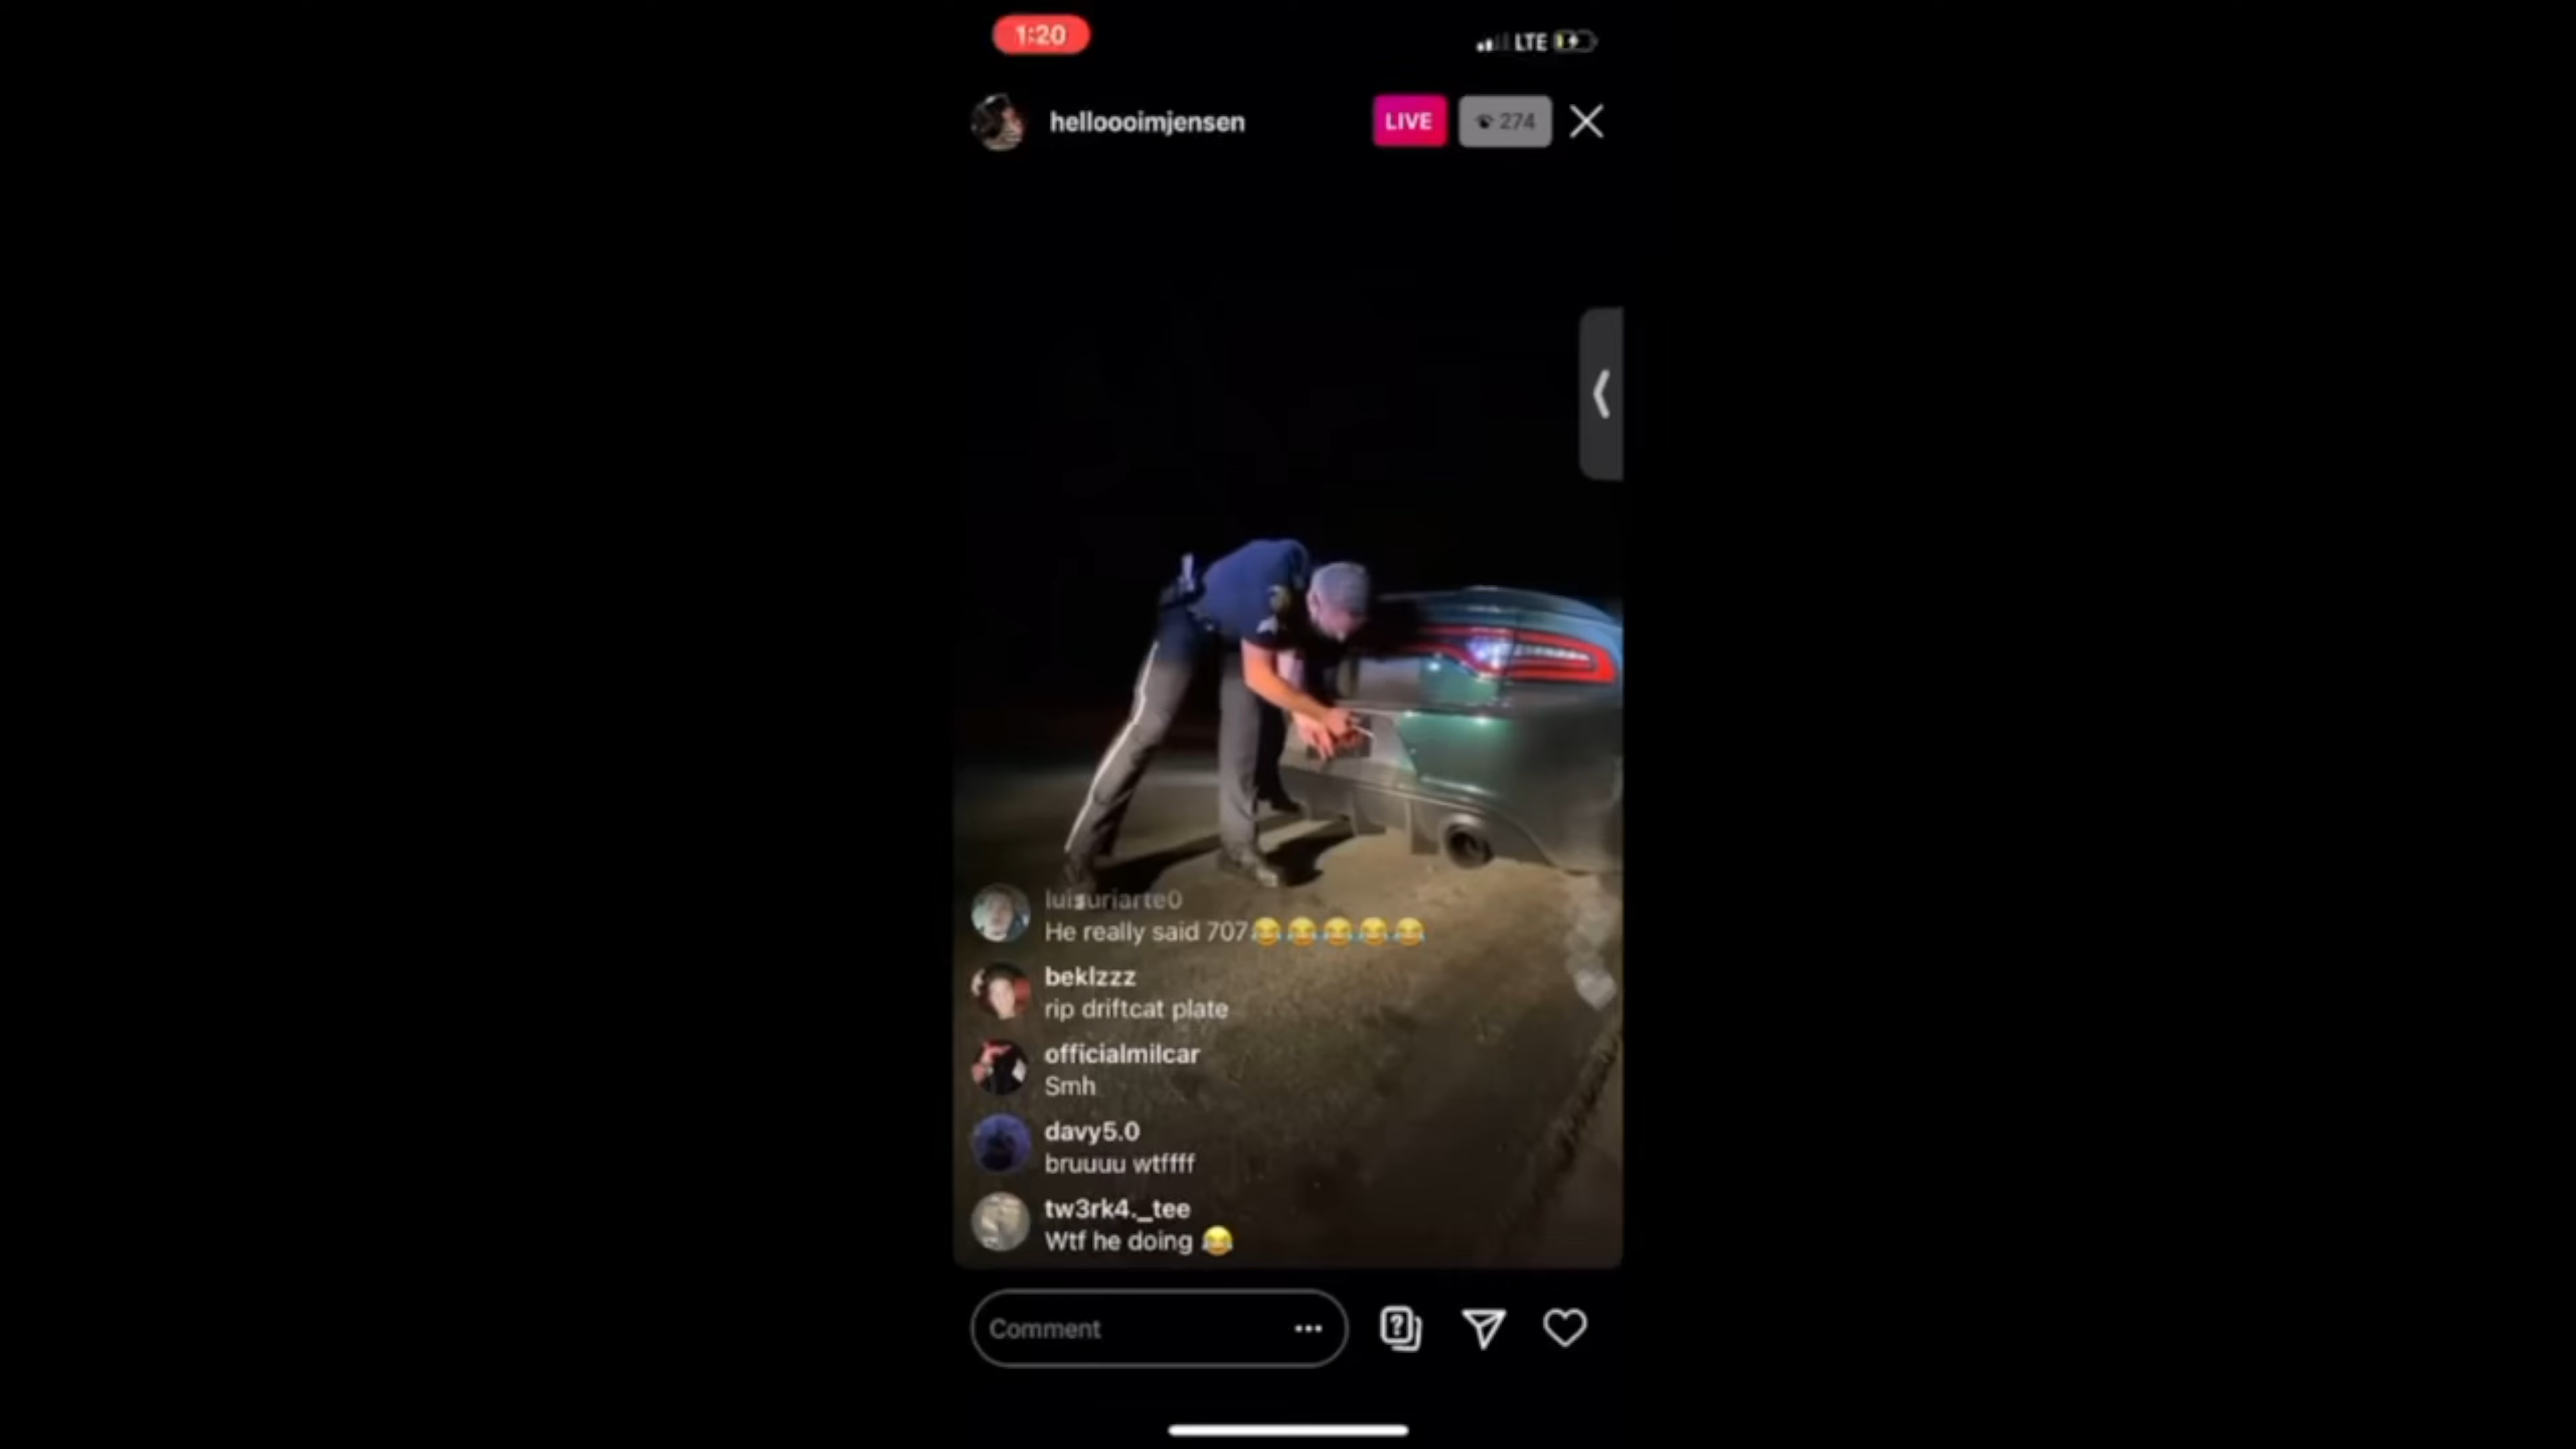 1:20
LTE
helloooimjensen
LIVE
274
luisuriarte0
He really said 707😂😂😂😂😂
beklzzz
rip driftcat plate
officialmilcar
Smh
davy5.0
bruuuu wtffff
tw3rk4._tee
Wtf he doing 😂
Comment